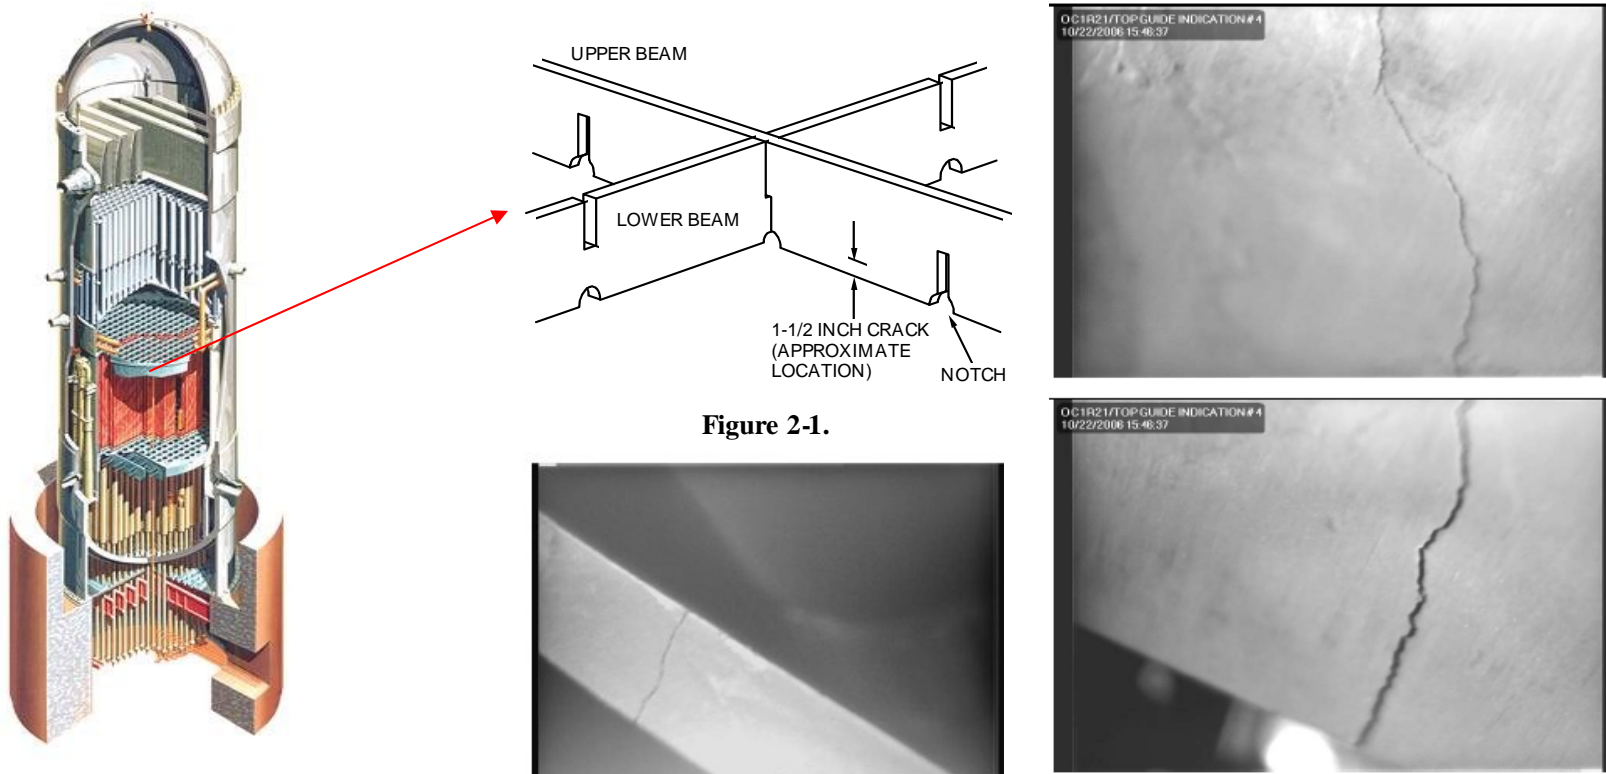 UPPER BEAM
LOWER BEAM
1-1/2 INCH CRACK
(APPROXIMATE
LOCATION)
NOTCH
Figure 2-1.
OC1R21/TOP GUIDE INDICATION # 4
10/22/2006 15:46:37
OC1R21/TOP GUIDE INDICATION # 4
10/22/2006 15:46:37